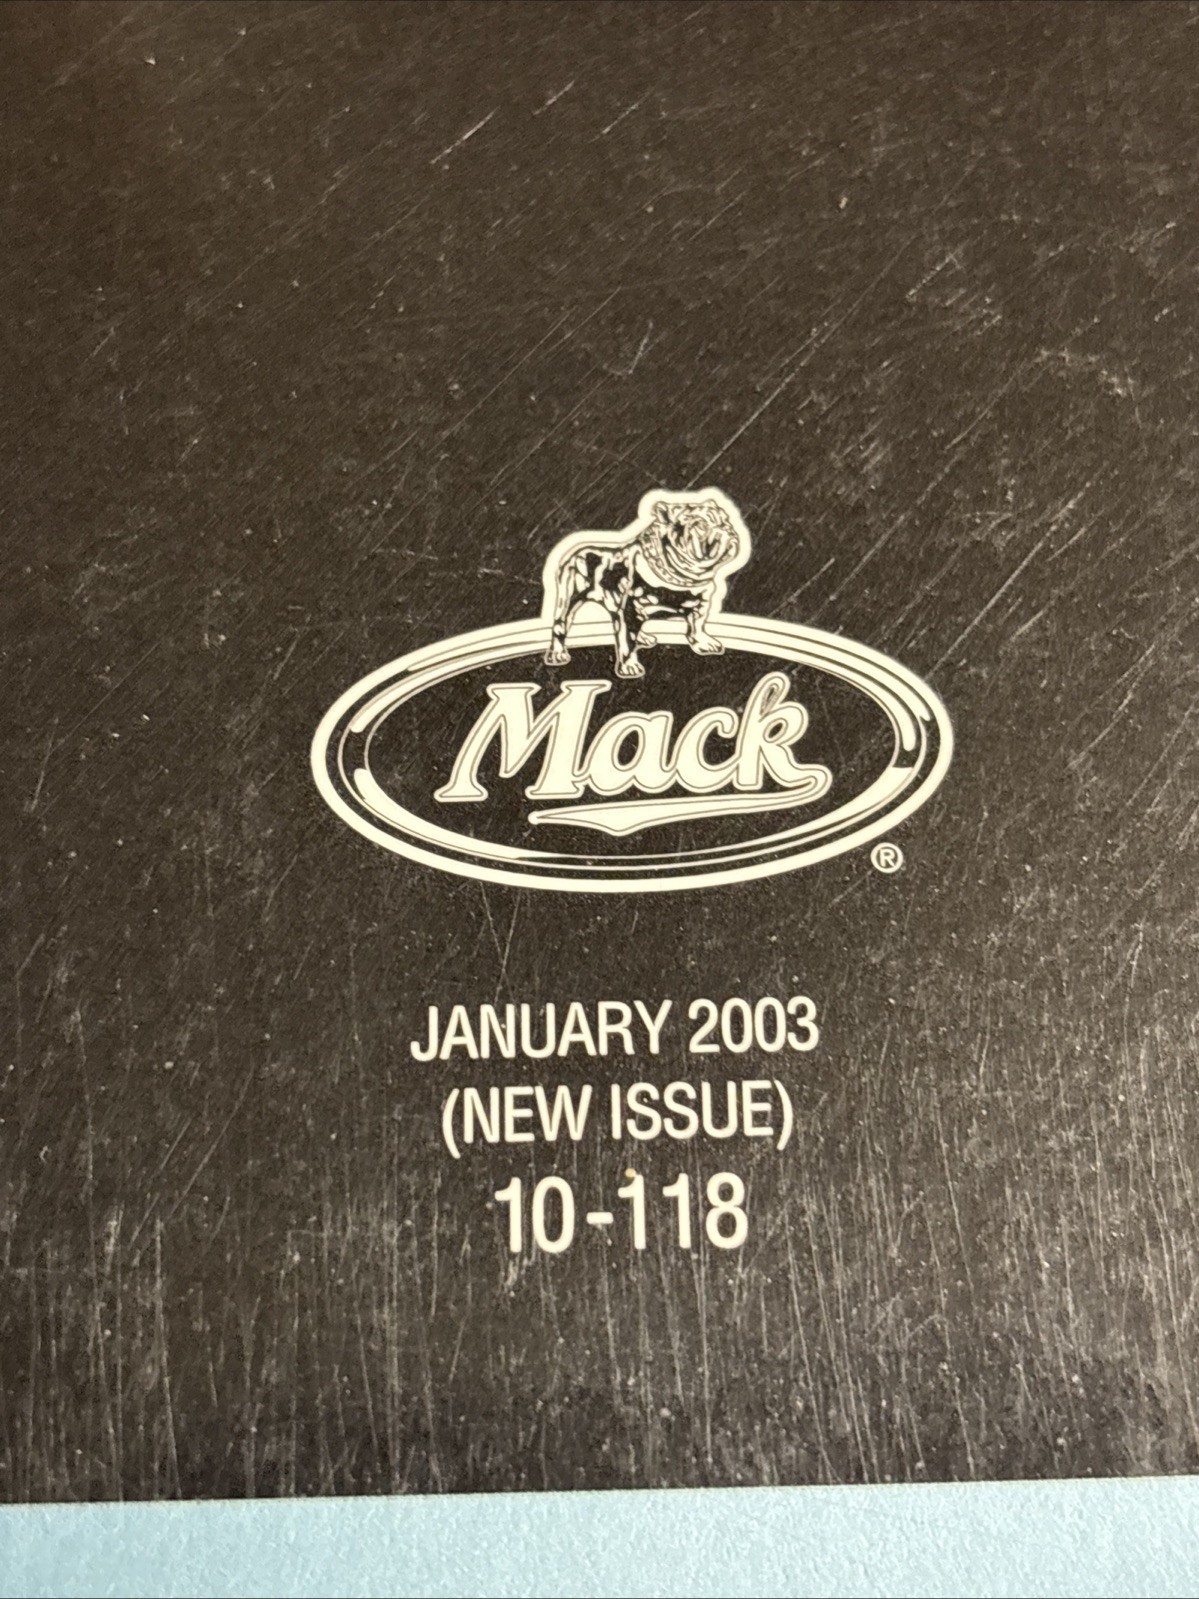 Mack
®
JANUARY 2003
(NEW ISSUE)
10-118